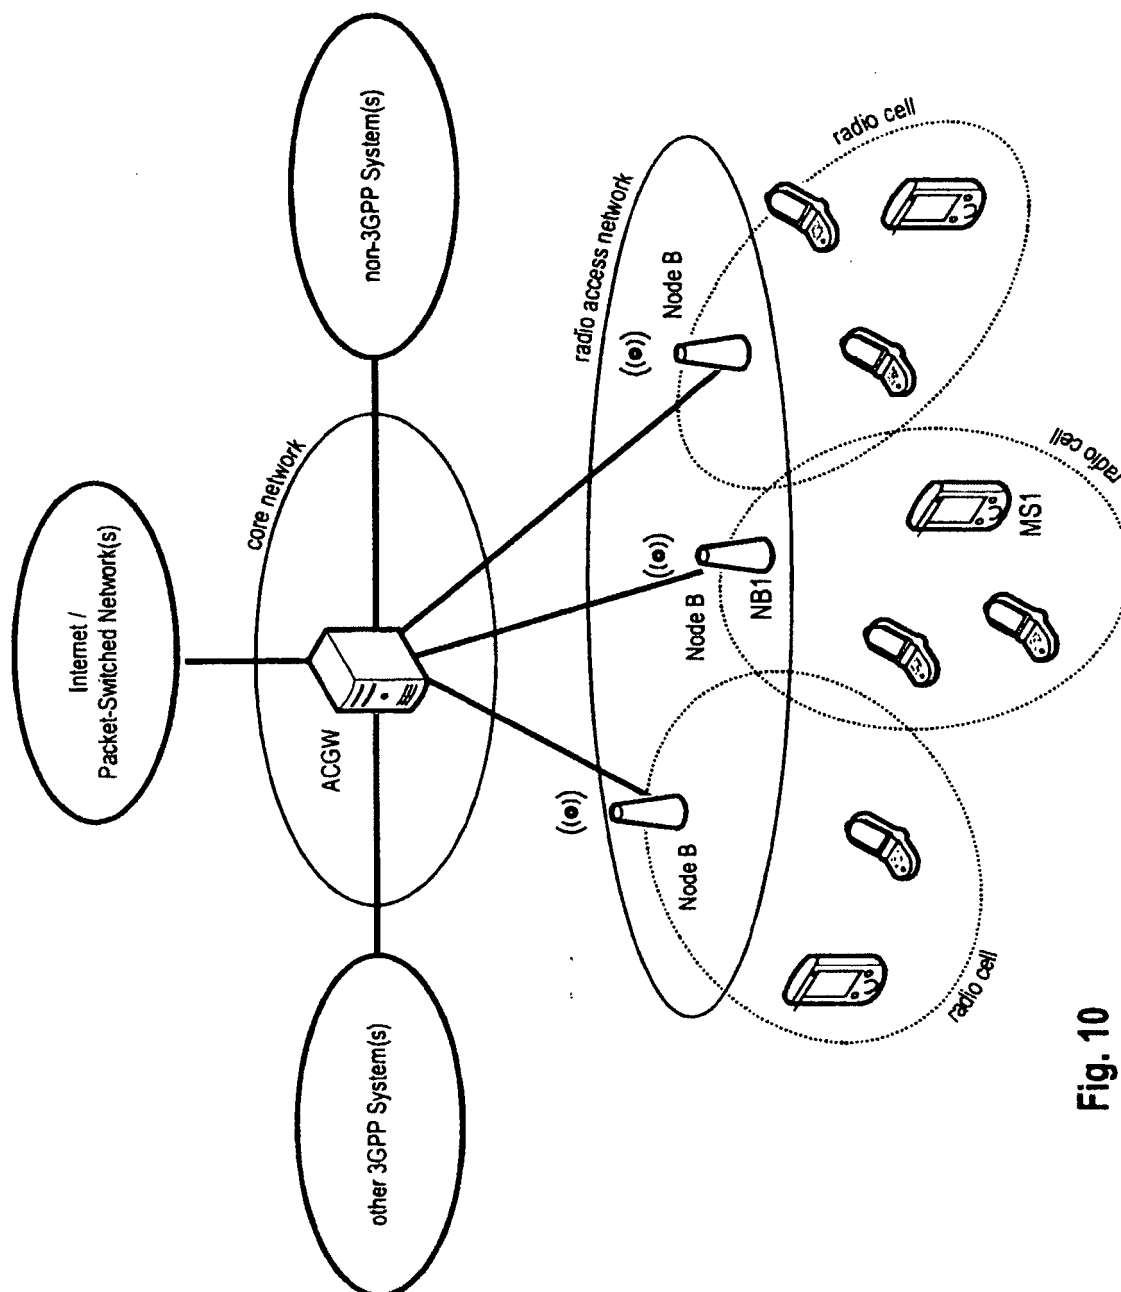 Internet /
Packet-Switched Network(s)
other 3GPP System(s)
ACGW
core network
non-3GPP System(s)
radio access network
Node B
Node B
NB1
Node B
radio cell
radio cell
MS1
radio cell
Fig. 10